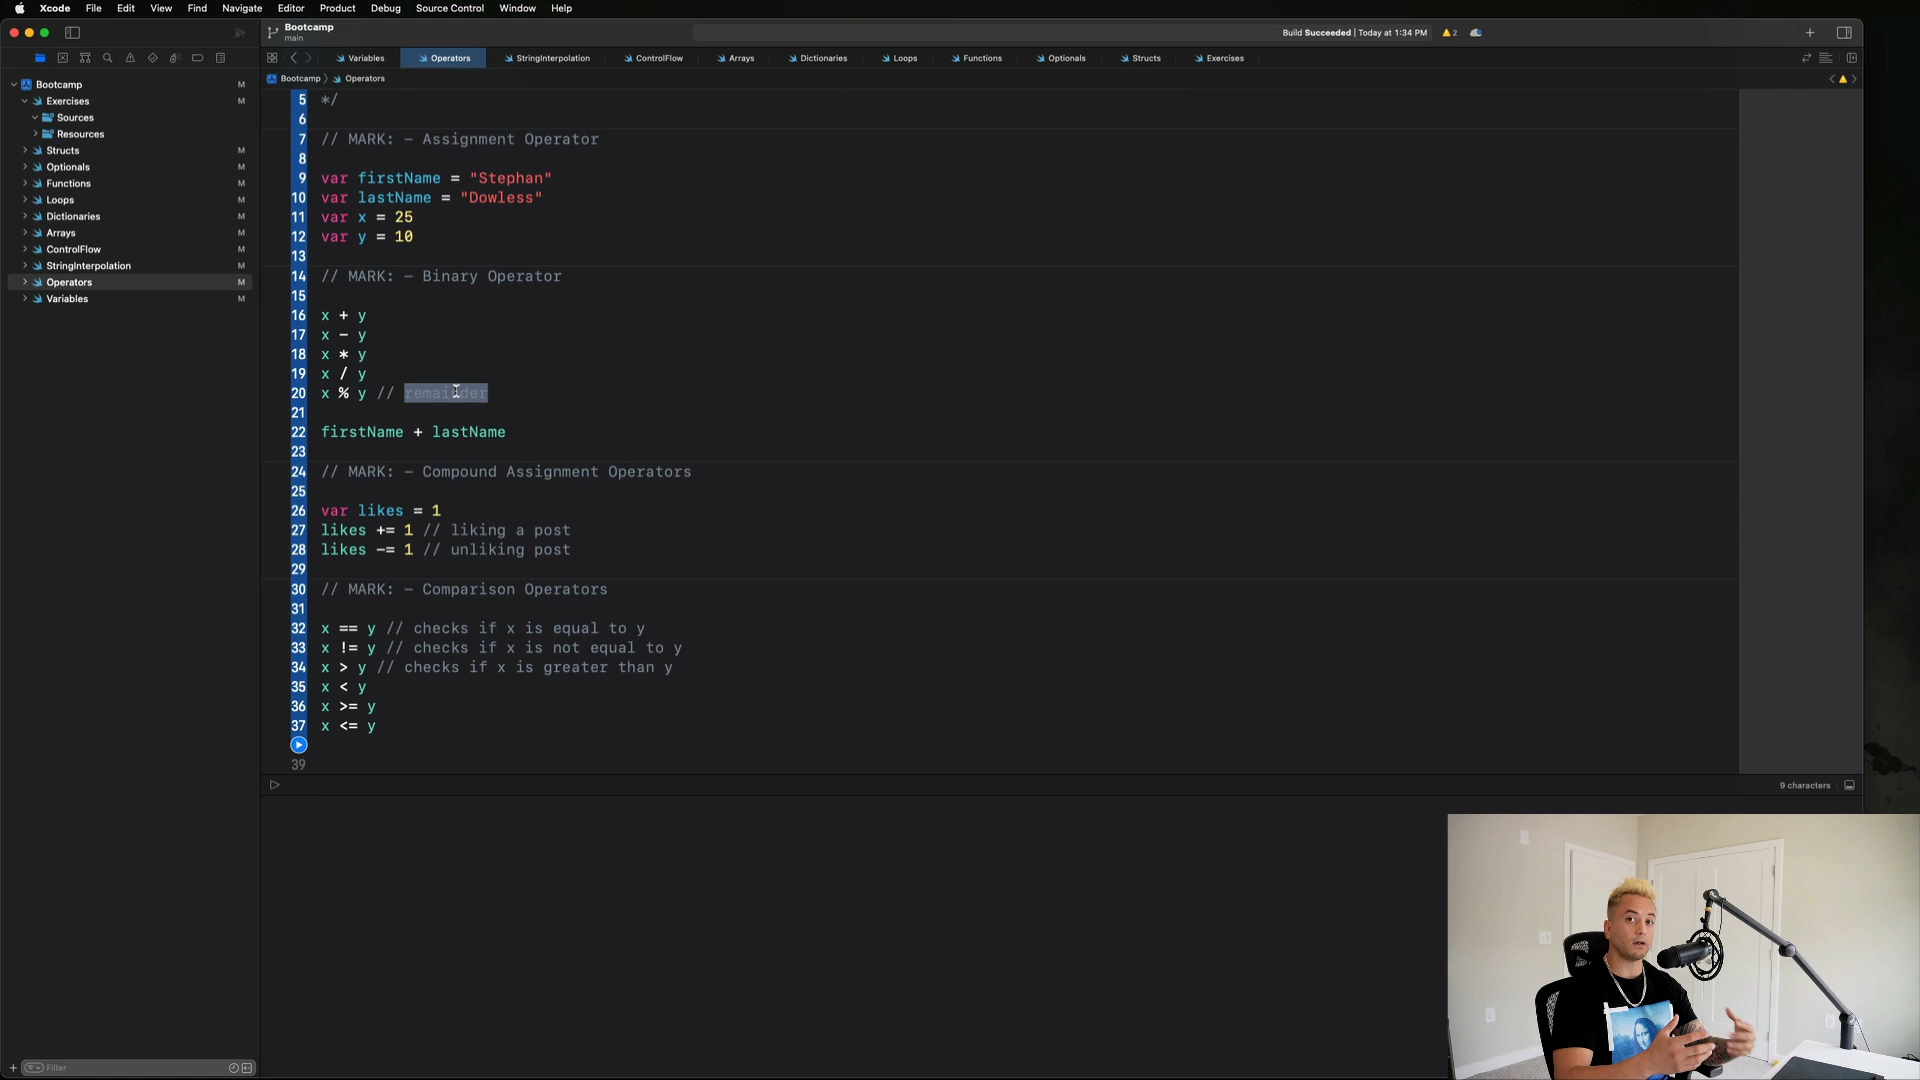 Xcode File Edit View Find Navigate Editor Product Debug Source Control Window Help
Bootcamp
main
Build Succeeded | Today at 1:34 PM 2
Variables Operators StringInterpolation ControlFlow Arrays Dictionaries Loops Functions Optionals Structs Exercises
Bootcamp Operators
Bootcamp M
Exercises M
Sources
Resources
Structs M
Optionals M
Functions M
Loops M
Dictionaries M
Arrays M
ControlFlow M
StringInterpolation M
Operators M
Variables M
5 */
6
7 // MARK: - Assignment Operator
8
9 var firstName = "Stephan"
10 var lastName = "Dowless"
11 var x = 25
12 var y = 10
13
14 // MARK: - Binary Operator
15
16 x + y
17 x - y
18 x * y
19 x / y
20 x % y // remainder
21
22 firstName + lastName
23
24 // MARK: - Compound Assignment Operators
25
26 var likes = 1
27 likes += 1 // liking a post
28 likes -= 1 // unliking post
29
30 // MARK: - Comparison Operators
31
32 x == y // checks if x is equal to y
33 x != y // checks if x is not equal to y
34 x > y // checks if x is greater than y
35 x < y
36 x >= y
37 x <= y
39
9 characters
Filter